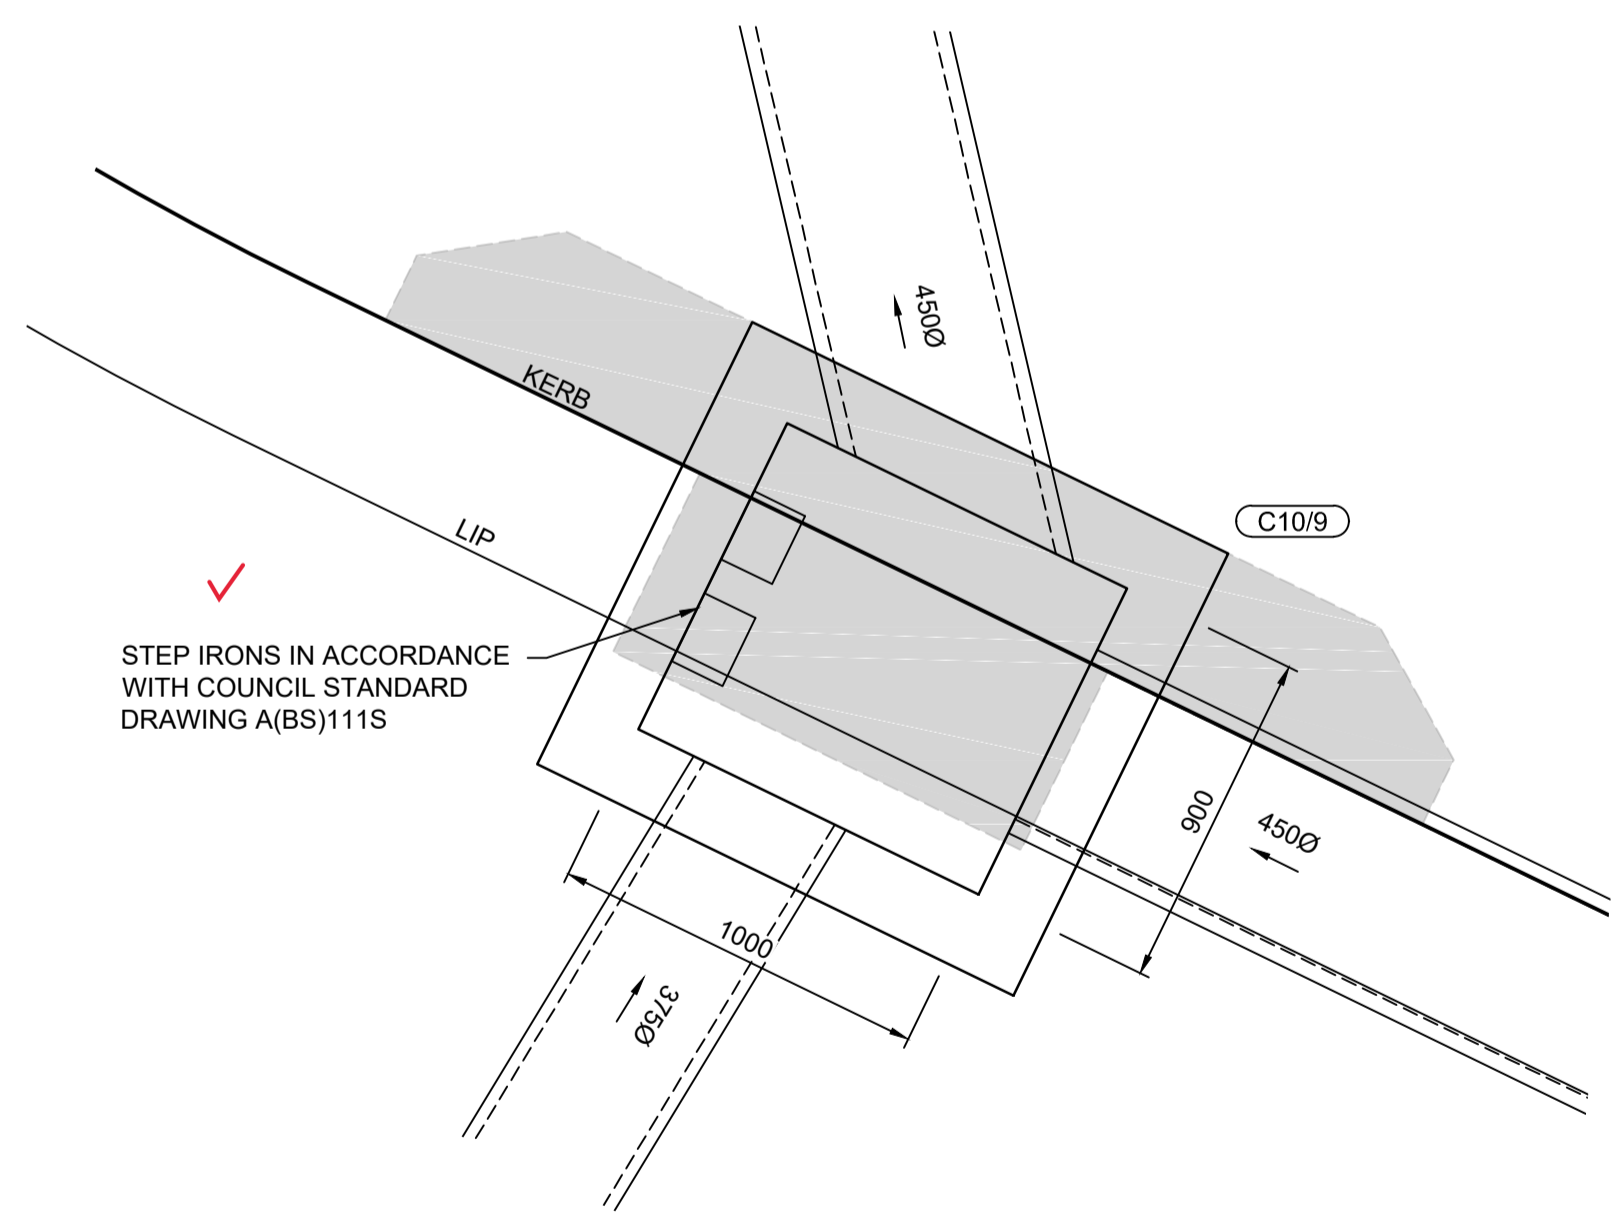 450Ø
KERB
C10/9
LIP
STEP IRONS IN ACCORDANCE
WITH COUNCIL STANDARD
DRAWING A(BS)111S
900
450Ø
1000
375Ø